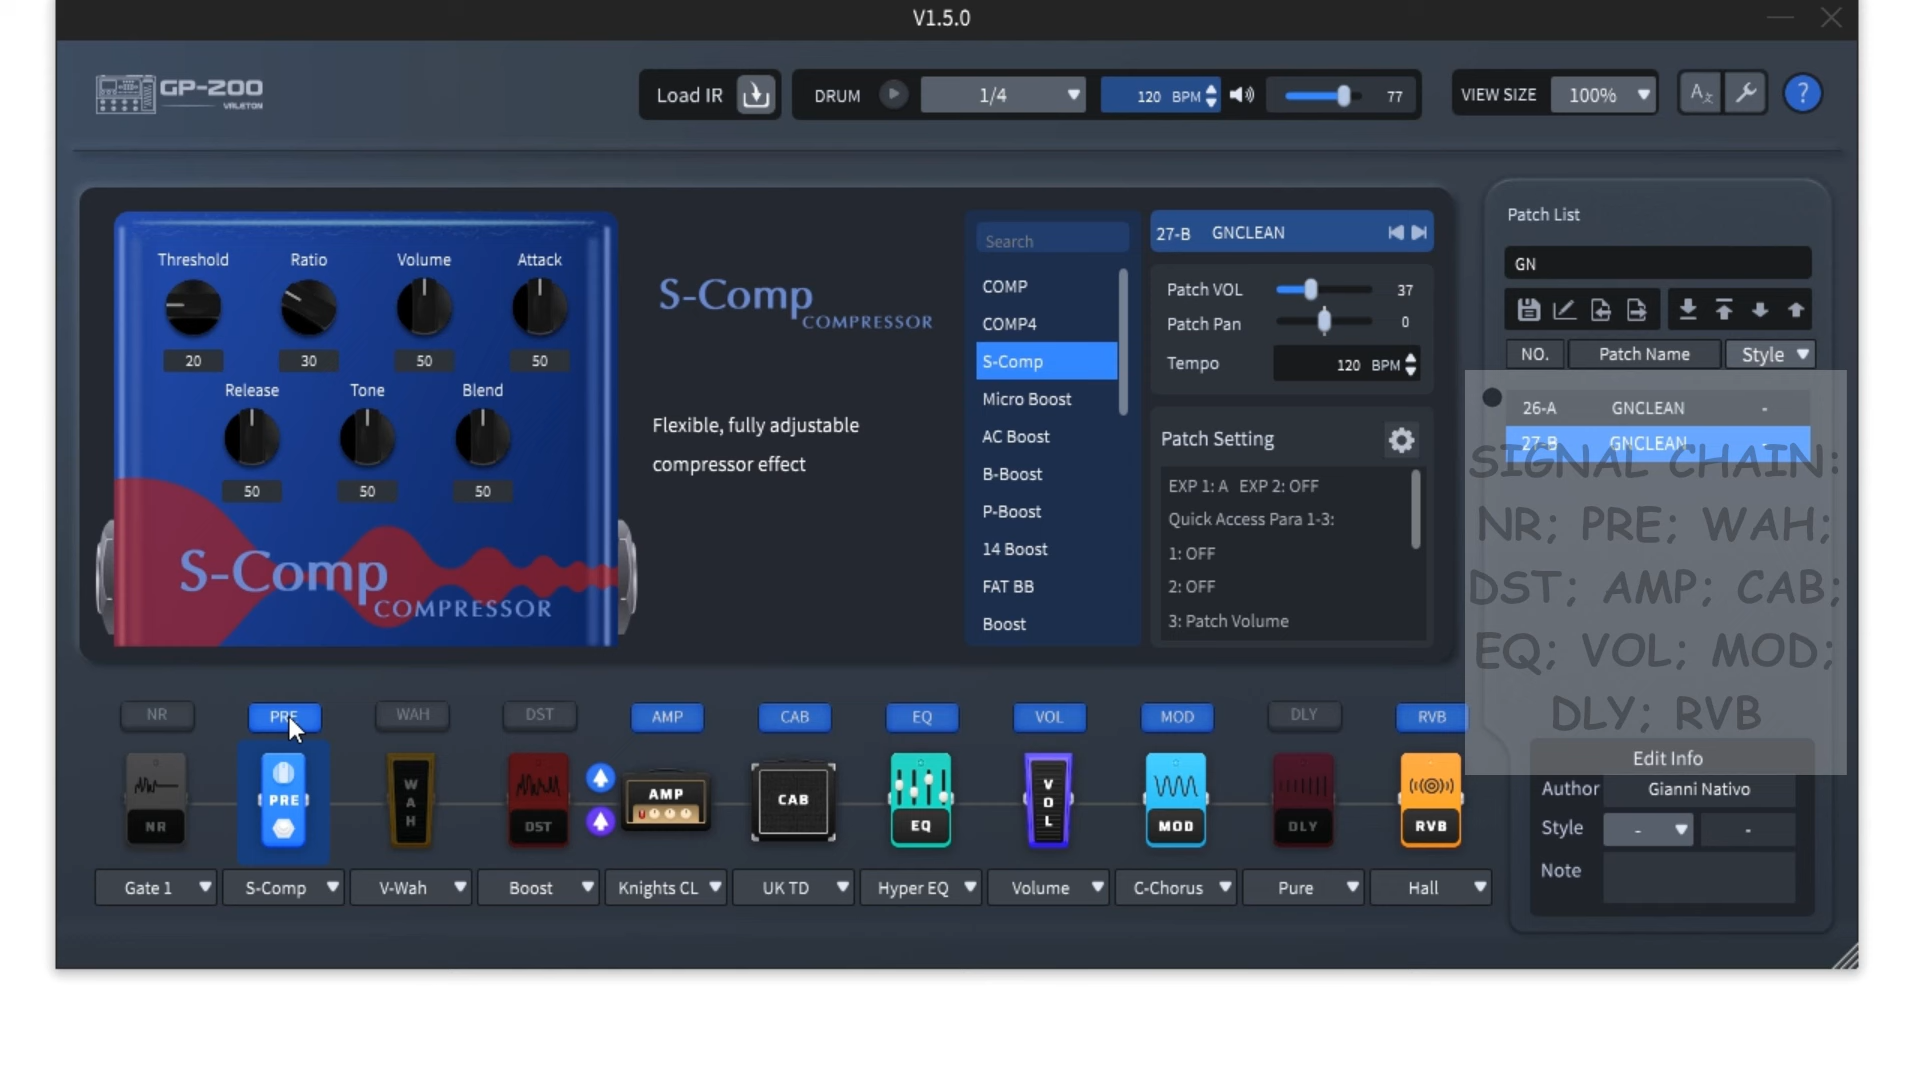 V1.5.0
GP-200
VALETON
Load IR
DRUM
1/4
120 BPM
77
VIEW SIZE
100%
?
Threshold Ratio Volume Attack
20 30 50 50
Release Tone Blend
50 50 50
S-Comp
COMPRESSOR
S-Comp
COMPRESSOR
Flexible, fully adjustable
compressor effect
Search
COMP
COMP4
S-Comp
Micro Boost
AC Boost
B-Boost
P-Boost
14 Boost
FAT BB
Boost
27-B GNCLEAN
Patch VOL 37
Patch Pan 0
Tempo 120 BPM
Patch Setting
EXP 1: A EXP 2: OFF
Quick Access Para 1-3:
1: OFF
2: OFF
3: Patch Volume
Patch List
GN
NO. Patch Name Style
26-A GNCLEAN -
27-B GNCLEAN -
SIGNAL CHAIN:
NR; PRE; WAH;
DST; AMP; CAB;
EQ; VOL; MOD;
DLY; RVB
Edit Info
Author Gianni Nativo
Style - -
Note
NR PRE WAH DST AMP CAB EQ VOL MOD DLY RVB
NR PRE WAH DST AMP CAB EQ VOL MOD DLY RVB
Gate 1 S-Comp V-Wah Boost Knights CL UK TD Hyper EQ Volume C-Chorus Pure Hall